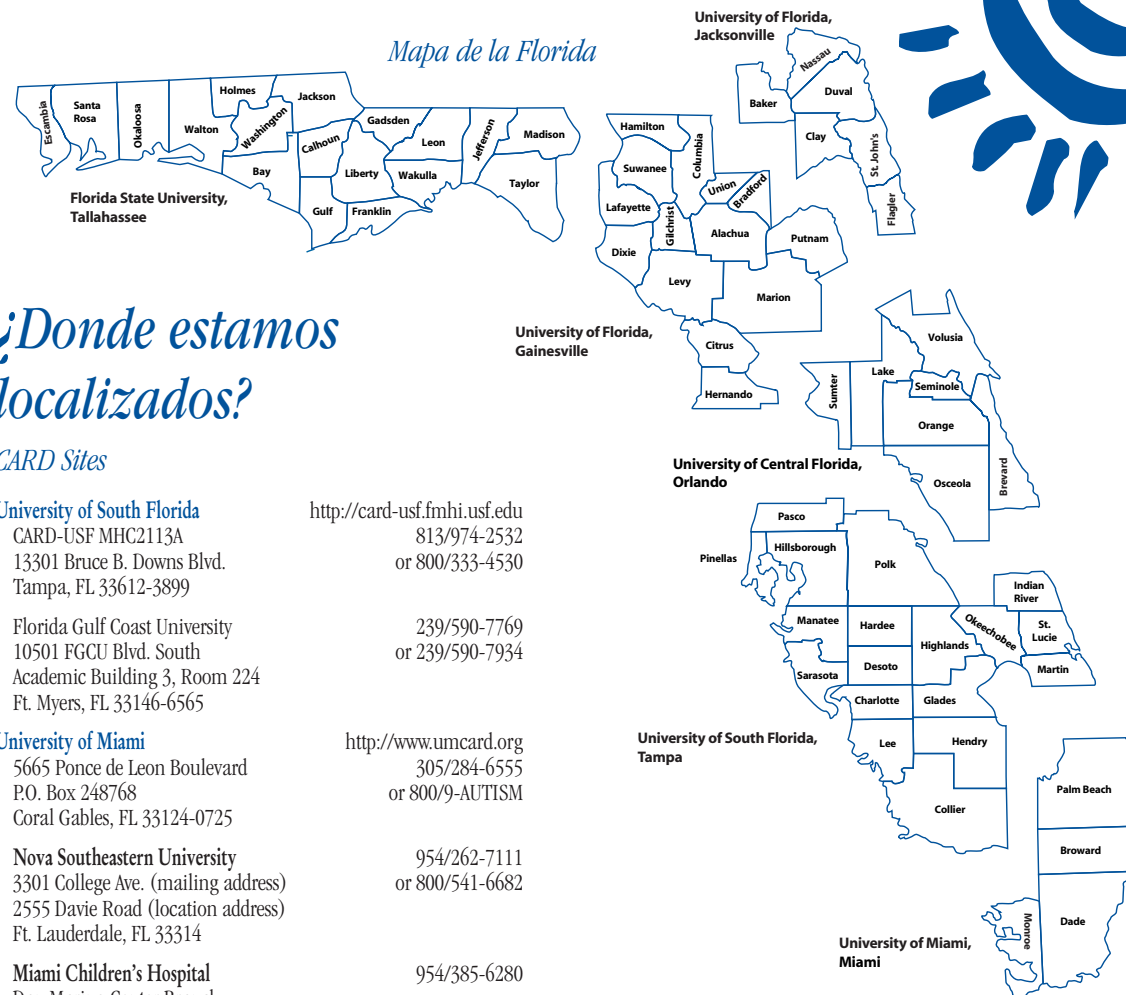 University of Florida,
Jacksonville
Mapa de la Florida
Escambia
Santa
Rosa
Okaloosa
Walton
Holmes
Washington
Jackson
Bay
Calhoun
Gulf
Gadsden
Liberty
Franklin
Leon
Wakulla
Jefferson
Madison
Taylor
Florida State University,
Tallahassee
Nassau
Baker
Duval
Clay
St. John's
Flagler
Hamilton
Suwanee
Columbia
Lafayette
Gilchrist
Union
Bradford
Dixie
Alachua
Putnam
Levy
Marion
Citrus
Hernando
University of Florida,
Gainesville
Volusia
Lake
Seminole
Sumter
Orange
Osceola
Brevard
University of Central Florida,
Orlando
Pasco
Pinellas
Hillsborough
Polk
Indian
River
Manatee
Hardee
Highlands
Okeechobee
St.
Lucie
Sarasota
Desoto
Martin
Charlotte
Glades
Lee
Hendry
Collier
University of South Florida,
Tampa
Palm Beach
Broward
Dade
Monroe
University of Miami,
Miami
¿Donde estamos
localizados?
CARD Sites
University of South Florida http://card-usf.fmhi.usf.edu
CARD-USF MHC2113A 813/974-2532
13301 Bruce B. Downs Blvd. or 800/333-4530
Tampa, FL 33612-3899
Florida Gulf Coast University 239/590-7769
10501 FGCU Blvd. South or 239/590-7934
Academic Building 3, Room 224
Ft. Myers, FL 33146-6565
University of Miami http://www.umcard.org
5665 Ponce de Leon Boulevard 305/284-6555
P.O. Box 248768 or 800/9-AUTISM
Coral Gables, FL 33124-0725
Nova Southeastern University 954/262-7111
3301 College Ave. (mailing address) or 800/541-6682
2555 Davie Road (location address)
Ft. Lauderdale, FL 33314
Miami Children's Hospital 954/385-6280